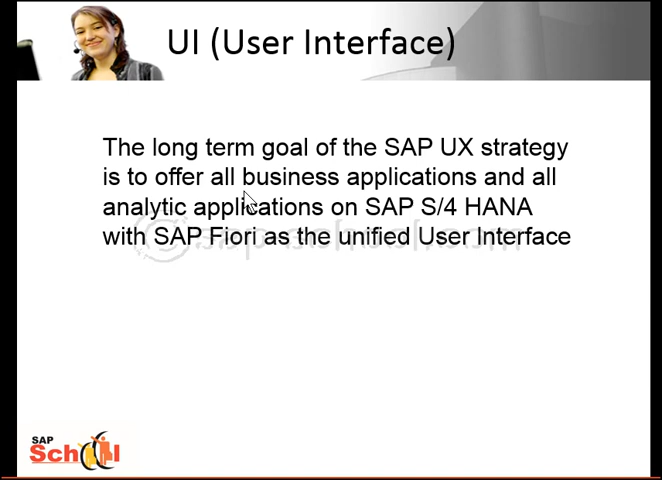 UI (User Interface)
The long term goal of the SAP UX strategy
is to offer all business applications and all
analytic applications on SAP S/4 HANA
with SAP Fiori as the unified User Interface
SAP
School